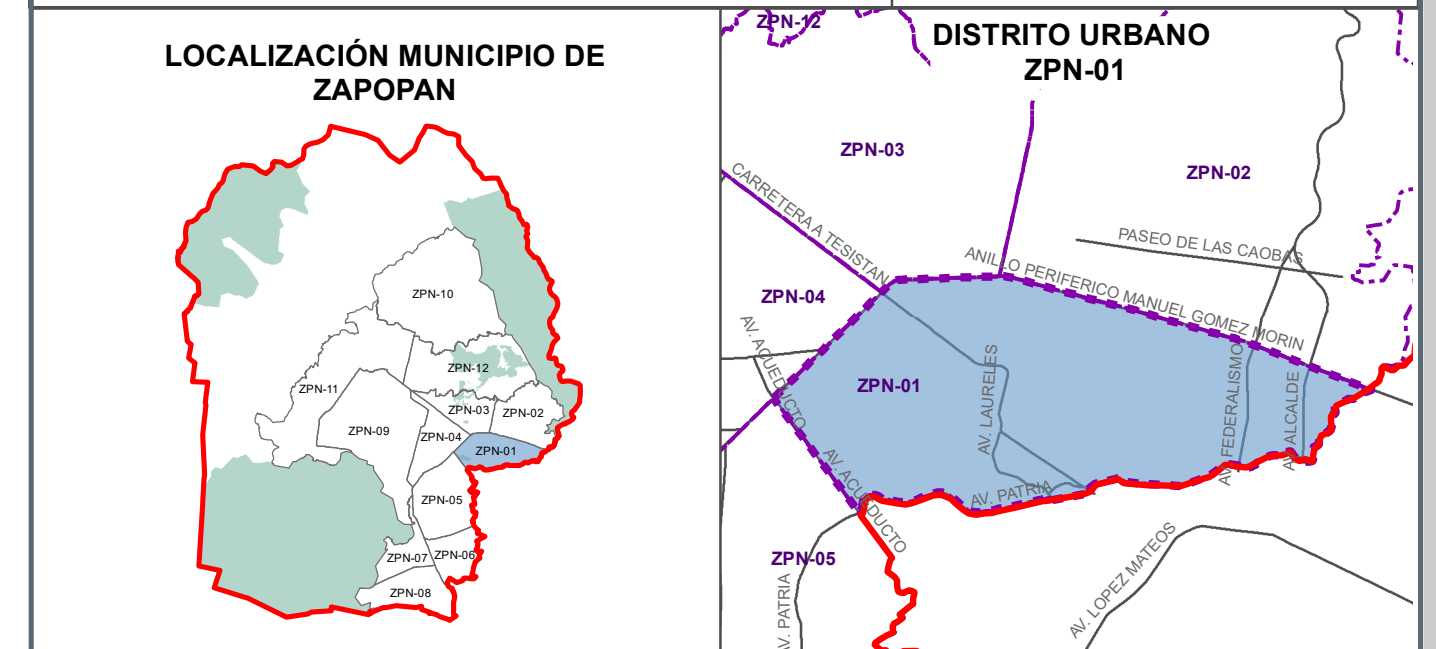 LOCALIZACIÓN MUNICIPIO DE
ZAPOPAN
ZPN-10
ZPN-12
ZPN-11
ZPN-03
ZPN-02
ZPN-09
ZPN-04
ZPN-01
ZPN-05
ZPN-07
ZPN-06
ZPN-08
DISTRITO URBANO
ZPN-01
ZPN-12
ZPN-03
ZPN-02
CARRETERA A TESISTAN
PASEO DE LAS CAOBAS
ANILLO PERIFERICO MANUEL GOMEZ MORIN
ZPN-04
AV. ACUEDUCTO
ZPN-01
AV. LAURELES
AV. FEDERALISMO
AV. ALCALDE
AV. ACUEDUCTO
AV. PATRIA
ZPN-05
AV. PATRIA
AV. LOPEZ MATEOS